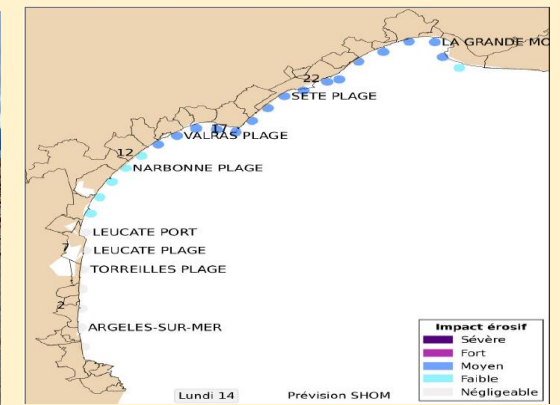 LA GRANDE MO
22
SETE PLAGE
17
VALRAS PLAGE
12
NARBONNE PLAGE
LEUCATE PORT
7
LEUCATE PLAGE
TORREILLES PLAGE
2
ARGELES-SUR-MER
Impact érosif
Sévère
Fort
Moyen
Faible
Négligeable
Lundi 14
Prévision SHOM